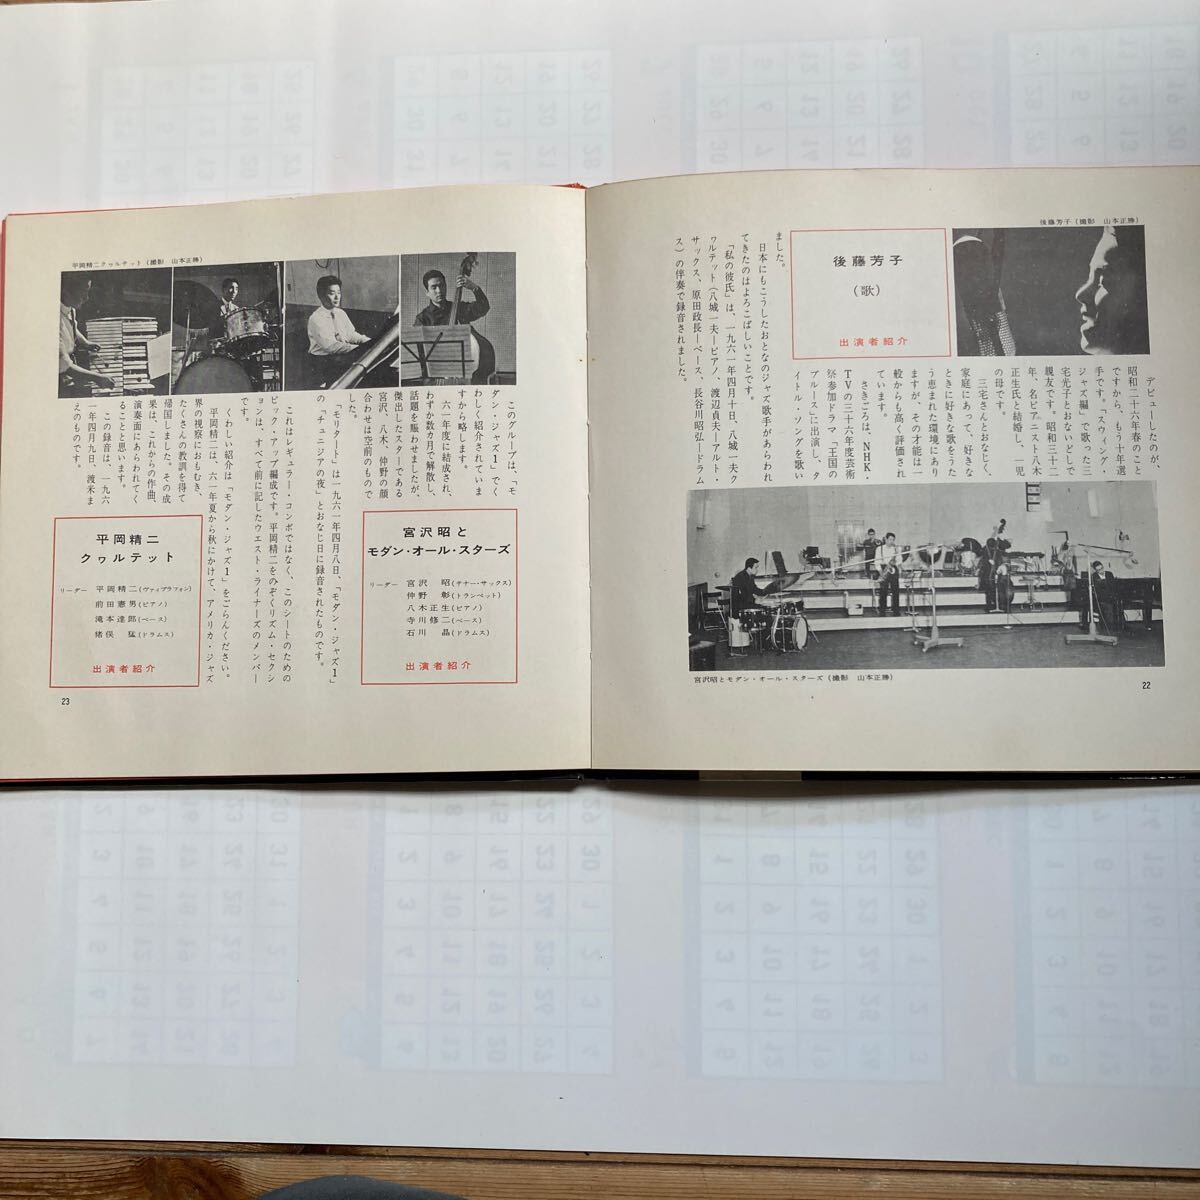 後藤芳子(撮影 山本正勝)
後藤芳子
(歌)
出演者紹介
デビューしたのが、
昭和二十六年春のこと
ですから、もう十年選
手です。「スウィング・
ジャズ編」で歌った三
宅光子とおないどしで
親友です。昭和三十二
年、名ピアニスト八木
正生氏と結婚し、一児
の母です。
三宅さんとおなじく、
家庭にあって、好きな
ときに好きな歌をうた
う恵まれた環境にあり
ますが、その才能は一
般からも高く評価され
ています。
さきごろは、NHK・
TVの三十六年度芸術
祭参加ドラマ「王国の
ブルース」に出演し、タ
イトル・ソングを歌い
ました。
日本にもこうしたおとなのジャズ歌手があらわれ
てきたのはよろこばしいことです。
「私の彼氏」は、一九六一年四月十日、八城一夫ク
ヮルテット(八城一夫―ピアノ、渡辺貞夫―アルト・
サックス、原田政長―ベース、長谷川昭弘―ドラム
ス)の伴奏で録音されました。
宮沢昭とモダン・オール・スターズ(撮影 山本正勝)
22
平岡精二クヮルテット(撮影 山本正勝)
宮沢昭と
モダン・オール・スターズ
リーダー 宮沢 昭(テナー・サックス)
仲野 彰(トランペット)
八木正生(ピアノ)
寺川修二(ベース)
石川 晶(ドラムス)
出演者紹介
このグループは、「モ
ダン・ジャズ1」でく
わしく紹介されていま
すから略します。
六一年度に結成され、
わずか数カ月で解散し、
話題を賑わせましたが、
傑出したスターである
宮沢、八木、仲野の顔
合わせは空前のもので
した。
「モリタート」は一九六一年四月八日、「モダン・ジャズ1」
の「チュニジアの夜」とおなじ日に録音されたものです。
平岡精二
クヮルテット
リーダー 平岡精二(ヴァイブラフォン)
前田憲男(ピアノ)
滝本達郎(ベース)
猪俣 猛(ドラムス)
出演者紹介
これはレギュラー・コンボではなく、このシートのための
ピック・アップ編成です。平岡精二をのぞくリズム・セクシ
ョンは、すべて前に記したウエスト・ライナーズのメンバー
です。
くわしい紹介は「モダン・ジャズ1」をごらんください。
平岡精二は、六一年夏から秋にかけて、アメリカ・ジャズ
界の視察におもむき、
たくさんの教訓を得て
帰国しました。その成
果は、これからの作曲、
演奏面にあらわれてく
ることと思います。
この録音は、一九六
一年四月九日、渡米ま
えのものです。
23